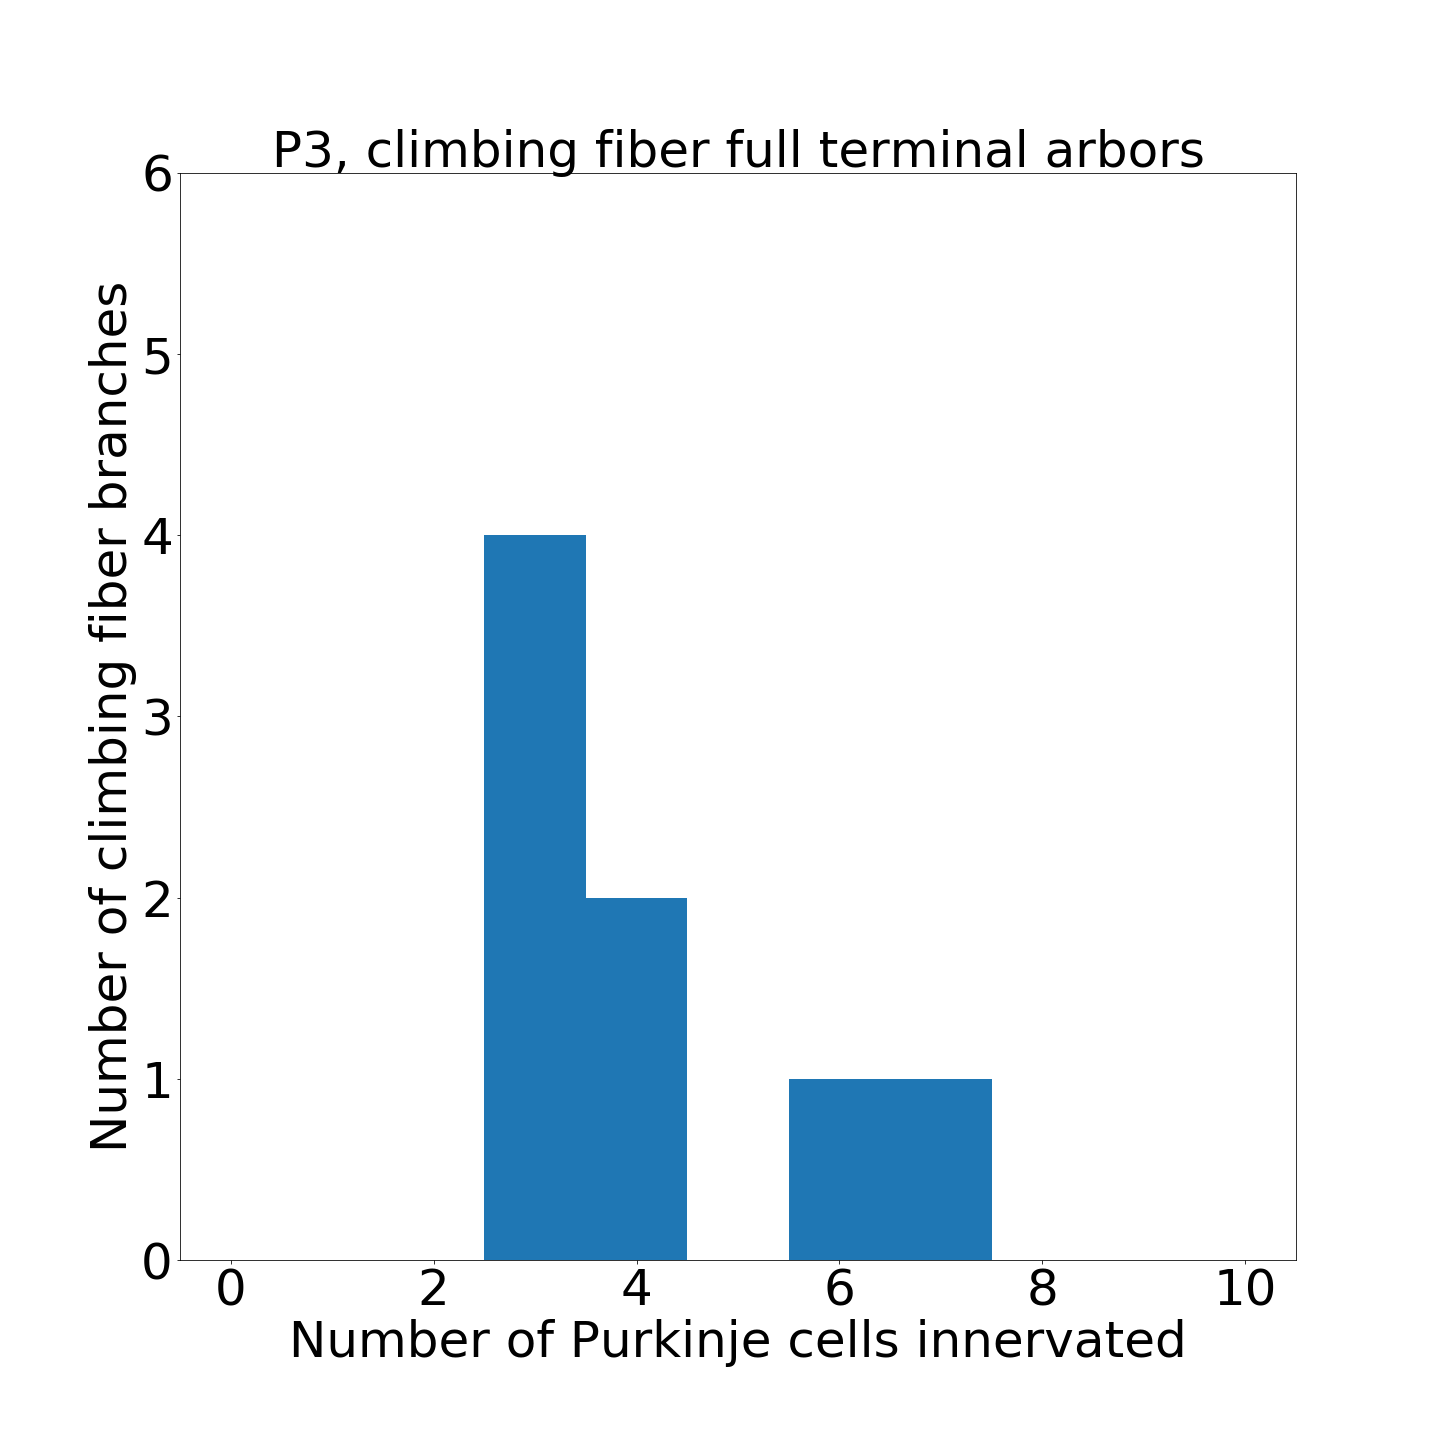 P3, climbing fiber full terminal arbors
6
5
4
3
2
1
0
Number of climbing fiber branches
0 2 4 6 8 10
Number of Purkinje cells innervated